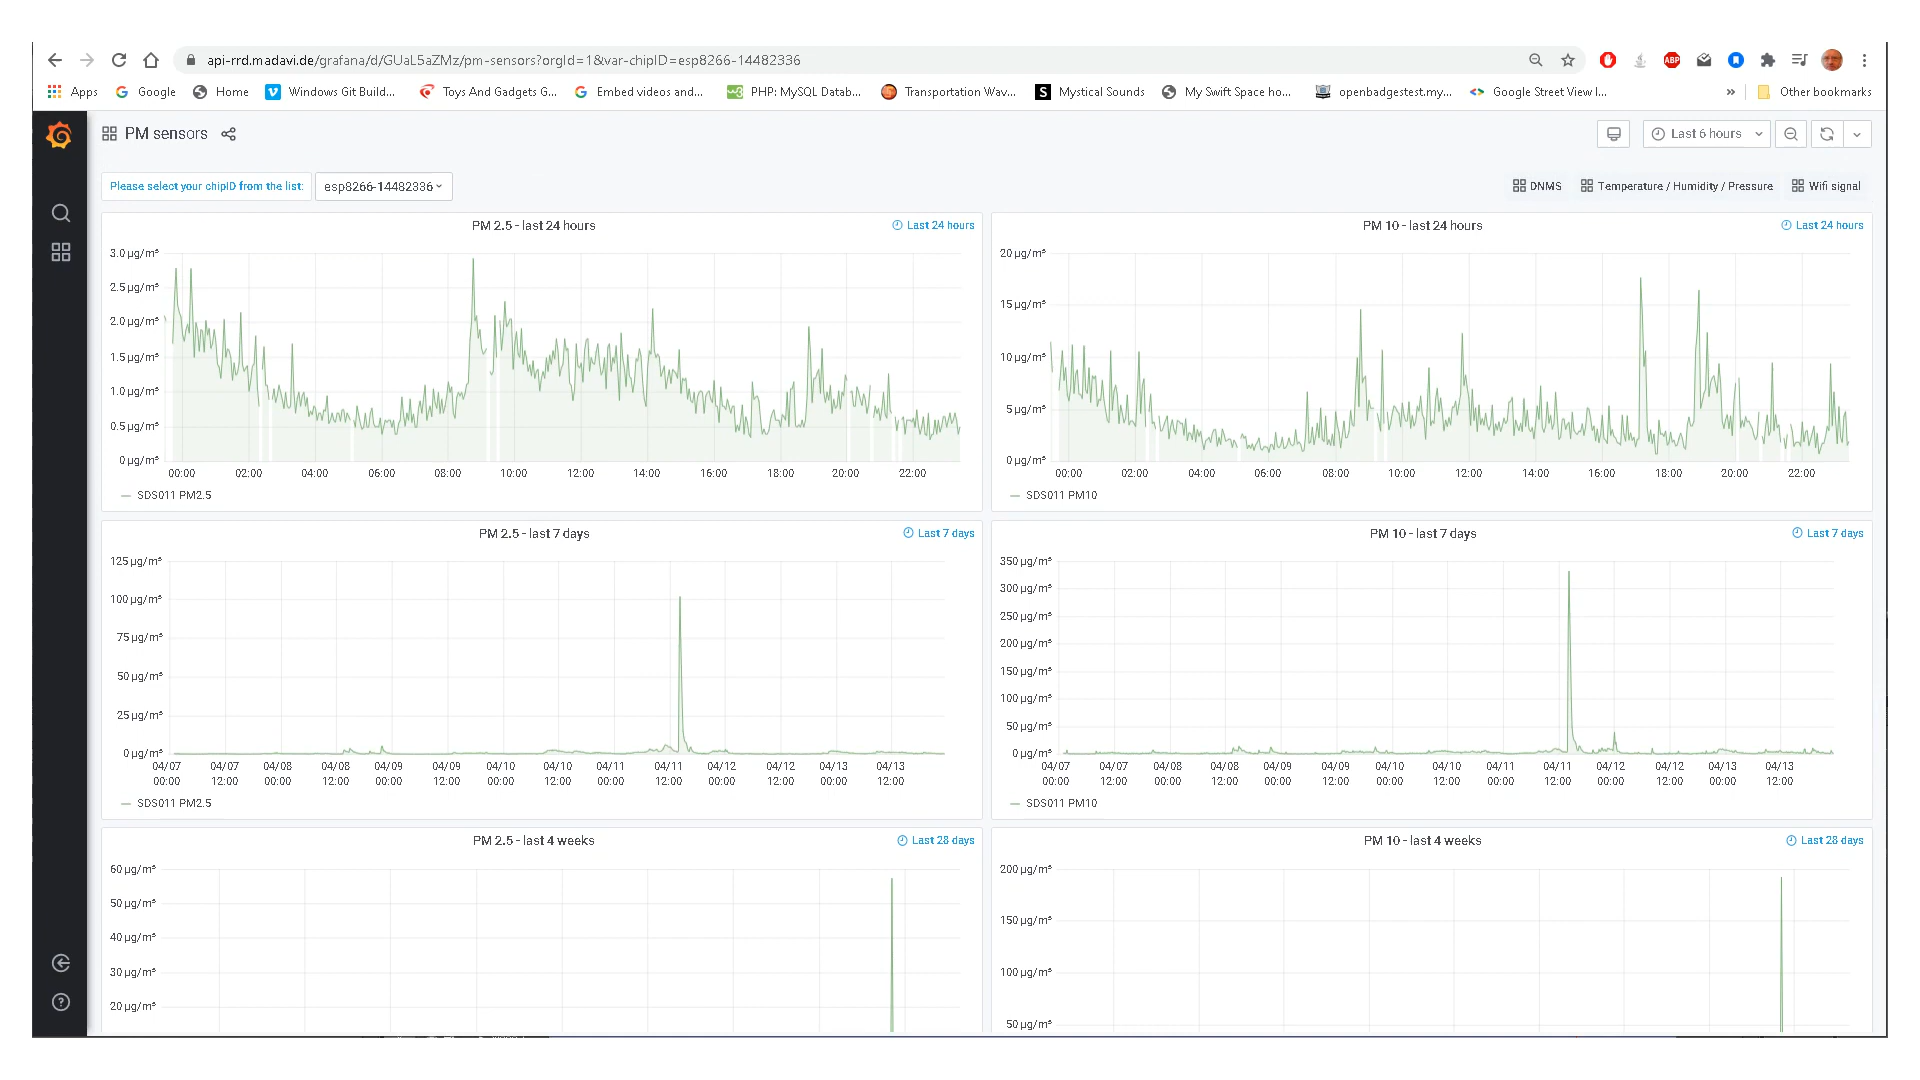 api-rrd.madavi.de/grafana/d/GUaL5aZMz/pm-sensors?orgId=1&var-chipID=esp8266-14482336
Apps Google Home Windows Git Build... Toys And Gadgets G... Embed videos and... PHP: MySQL Datab... Transportation Wav... Mystical Sounds My Swift Space ho... openbadgestest.my... Google Street View I... » Other bookmarks
PM sensors Last 6 hours
Please select your chipID from the list: esp8266-14482336 DNMS Temperature / Humidity / Pressure Wifi signal
PM 2.5 - last 24 hours Last 24 hours
3.0 µg/m³
2.5 µg/m³
2.0 µg/m³
1.5 µg/m³
1.0 µg/m³
0.5 µg/m³
0 µg/m³
00:00 02:00 04:00 06:00 08:00 10:00 12:00 14:00 16:00 18:00 20:00 22:00
SDS011 PM2.5
PM 10 - last 24 hours Last 24 hours
20 µg/m³
15 µg/m³
10 µg/m³
5 µg/m³
0 µg/m³
00:00 02:00 04:00 06:00 08:00 10:00 12:00 14:00 16:00 18:00 20:00 22:00
SDS011 PM10
PM 2.5 - last 7 days Last 7 days
125 µg/m³
100 µg/m³
75 µg/m³
50 µg/m³
25 µg/m³
0 µg/m³
04/07 04/07 04/08 04/08 04/09 04/09 04/10 04/10 04/11 04/11 04/12 04/12 04/13 04/13
00:00 12:00 00:00 12:00 00:00 12:00 00:00 12:00 00:00 12:00 00:00 12:00 00:00 12:00
SDS011 PM2.5
PM 10 - last 7 days Last 7 days
350 µg/m³
300 µg/m³
250 µg/m³
200 µg/m³
150 µg/m³
100 µg/m³
50 µg/m³
0 µg/m³
04/07 04/07 04/08 04/08 04/09 04/09 04/10 04/10 04/11 04/11 04/12 04/12 04/13 04/13
00:00 12:00 00:00 12:00 00:00 12:00 00:00 12:00 00:00 12:00 00:00 12:00 00:00 12:00
SDS011 PM10
PM 2.5 - last 4 weeks Last 28 days
60 µg/m³
50 µg/m³
40 µg/m³
30 µg/m³
20 µg/m³
PM 10 - last 4 weeks Last 28 days
200 µg/m³
150 µg/m³
100 µg/m³
50 µg/m³